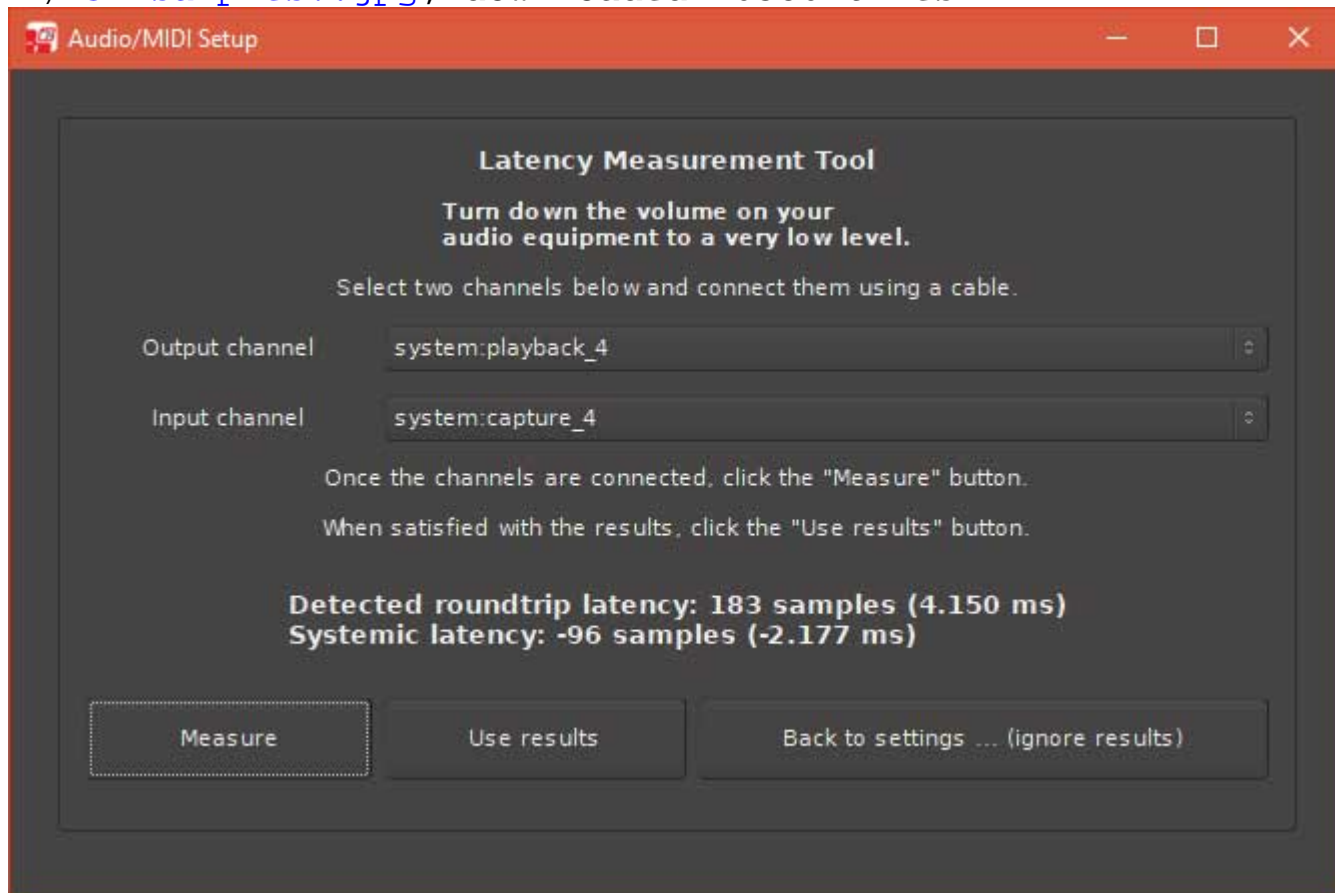 Audio/MIDI Setup
Latency Measurement Tool
Turn down the volume on your
audio equipment to a very low level.
Select two channels below and connect them using a cable.
Output channel system:playback_4
Input channel system:capture_4
Once the channels are connected, click the "Measure" button.
When satisfied with the results, click the "Use results" button.
Detected roundtrip latency: 183 samples (4.150 ms)
Systemic latency: -96 samples (-2.177 ms)
Measure Use results Back to settings ... (ignore results)